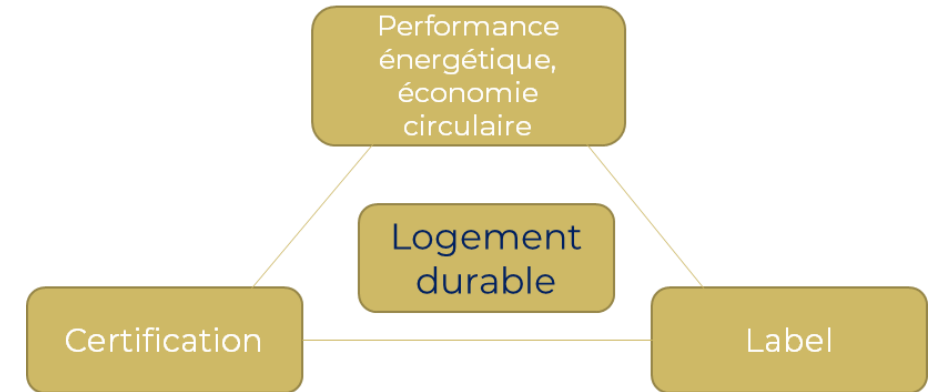 Performance
énergétique,
économie
circulaire
Logement
durable
Certification
Label